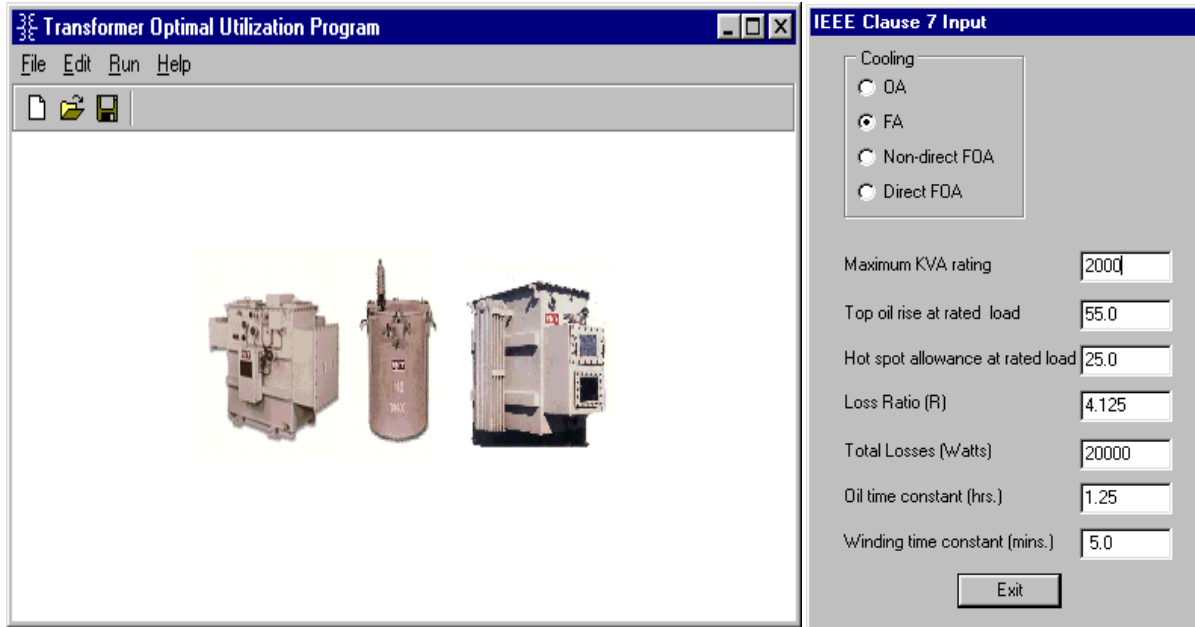 Transformer Optimal Utilization Program
File Edit Run Help
IEEE Clause 7 Input
Cooling
OA
FA
Non-direct FOA
Direct FOA
Maximum KVA rating 2000
Top oil rise at rated load 55.0
Hot spot allowance at rated load 25.0
Loss Ratio (R) 4.125
Total Losses (Watts) 20000
Oil time constant (hrs.) 1.25
Winding time constant (mins.) 5.0
Exit